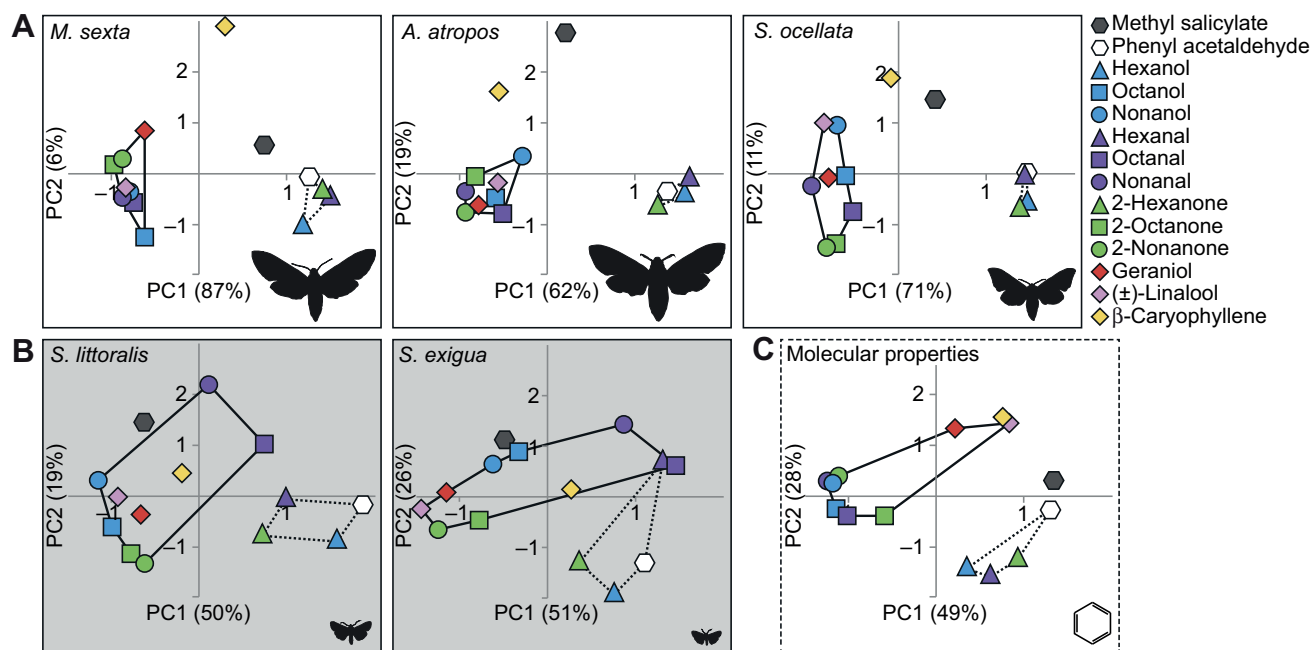 A
M. sexta
2
1
–1
1
–1
PC2 (6%)
PC1 (87%)
A. atropos
2
1
1
–1
PC2 (19%)
PC1 (62%)
S. ocellata
2
1
1
–1
PC2 (11%)
PC1 (71%)
Methyl salicylate
Phenyl acetaldehyde
Hexanol
Octanol
Nonanol
Hexanal
Octanal
Nonanal
2-Hexanone
2-Octanone
2-Nonanone
Geraniol
(±)-Linalool
β-Caryophyllene
B
S. littoralis
2
1
–1
1
–1
PC2 (19%)
PC1 (50%)
S. exigua
2
1
–1
1
–1
PC2 (26%)
PC1 (51%)
C
Molecular properties
2
1
1
–1
PC2 (28%)
PC1 (49%)